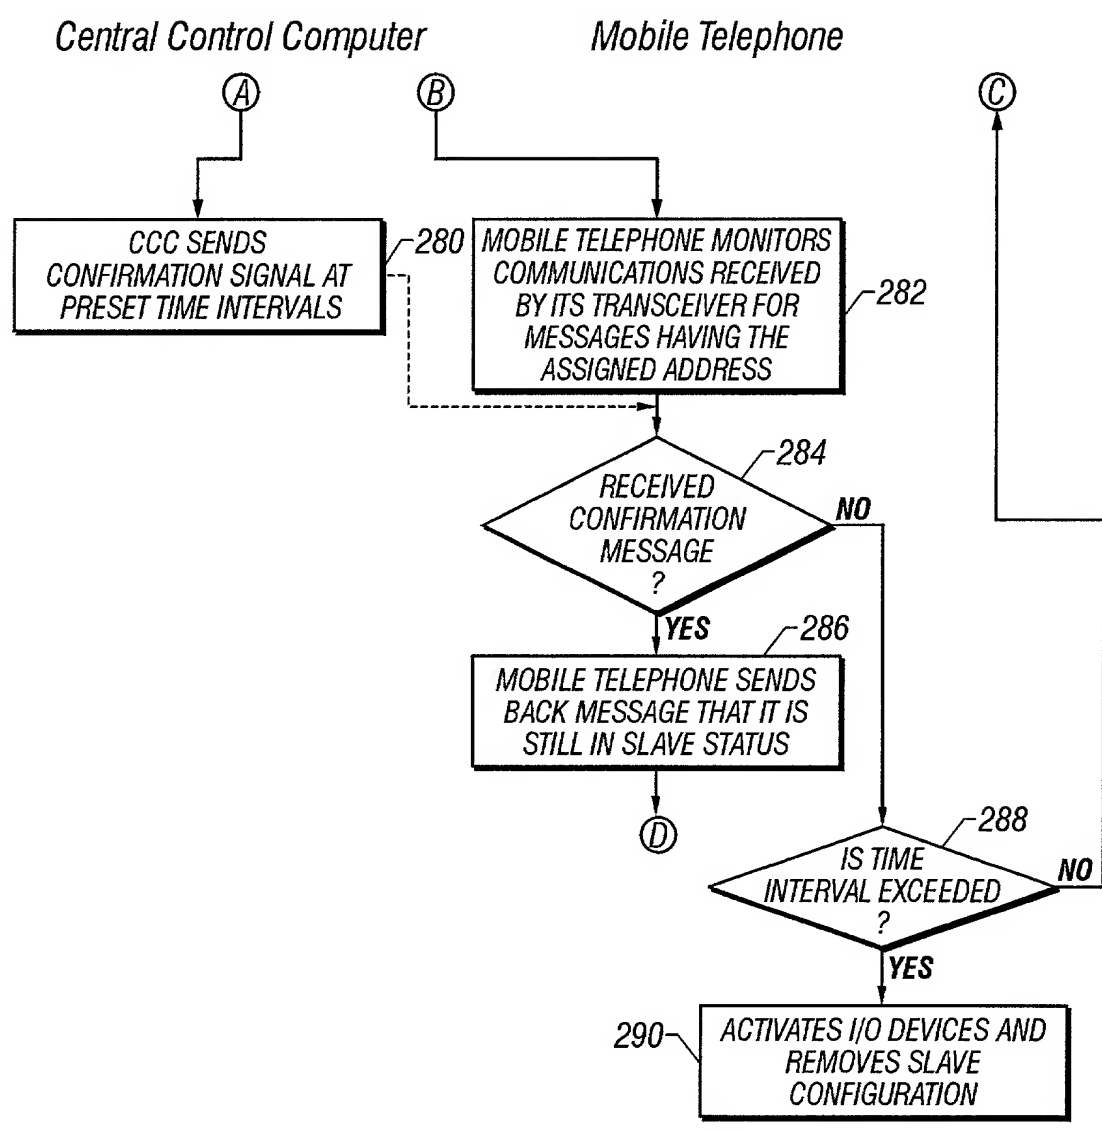 Central Control Computer
Mobile Telephone
A
B
C
CCC SENDS
CONFIRMATION SIGNAL AT
PRESET TIME INTERVALS
280
MOBILE TELEPHONE MONITORS
COMMUNICATIONS RECEIVED
BY ITS TRANSCEIVER FOR
MESSAGES HAVING THE
ASSIGNED ADDRESS
282
284
RECEIVED
CONFIRMATION
MESSAGE
?
NO
YES
286
MOBILE TELEPHONE SENDS
BACK MESSAGE THAT IT IS
STILL IN SLAVE STATUS
D
288
IS TIME
INTERVAL EXCEEDED
?
NO
YES
290
ACTIVATES I/O DEVICES AND
REMOVES SLAVE
CONFIGURATION